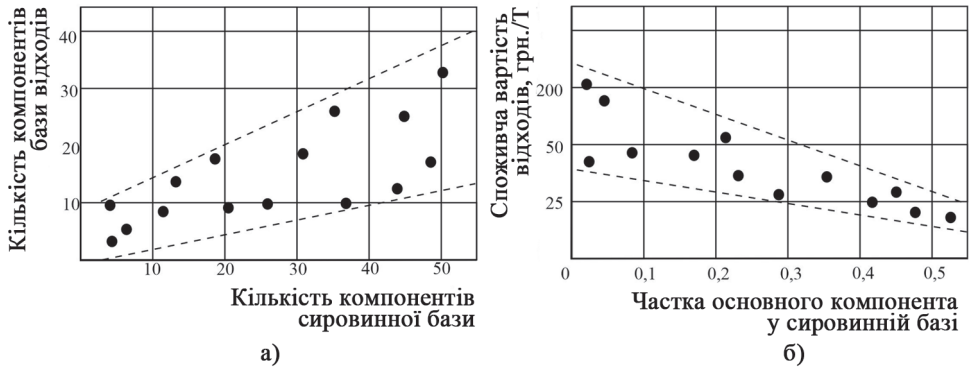 Кількість компонентів
бази відходів
40
30
20
10
10
20
30
40
50
Кількість компонентів
сировинної бази
а)
Споживча вартість
відходів, грн./Т
200
50
25
0
0,1
0,2
0,3
0,4
0,5
Частка основного компонента
у сировинній базі
б)